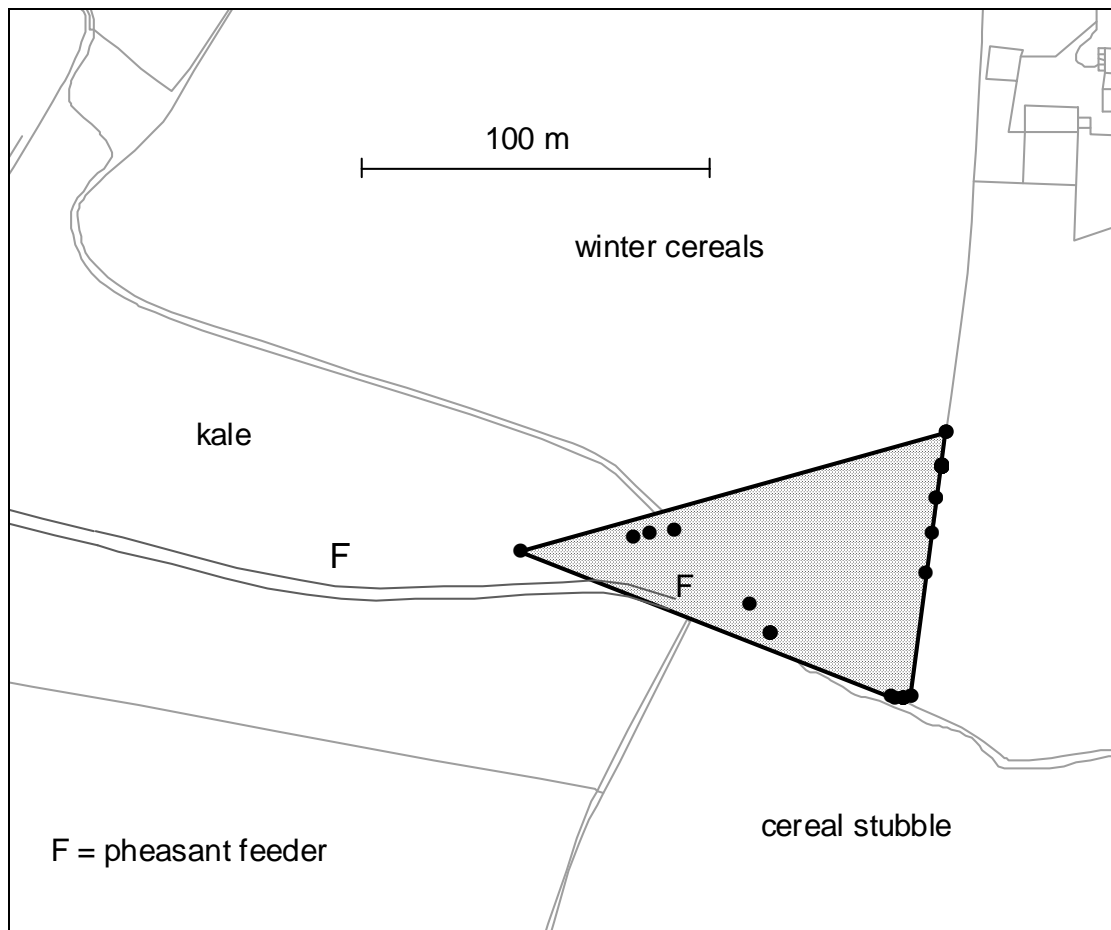 100 m
winter cereals
kale
F
F
cereal stubble
F = pheasant feeder